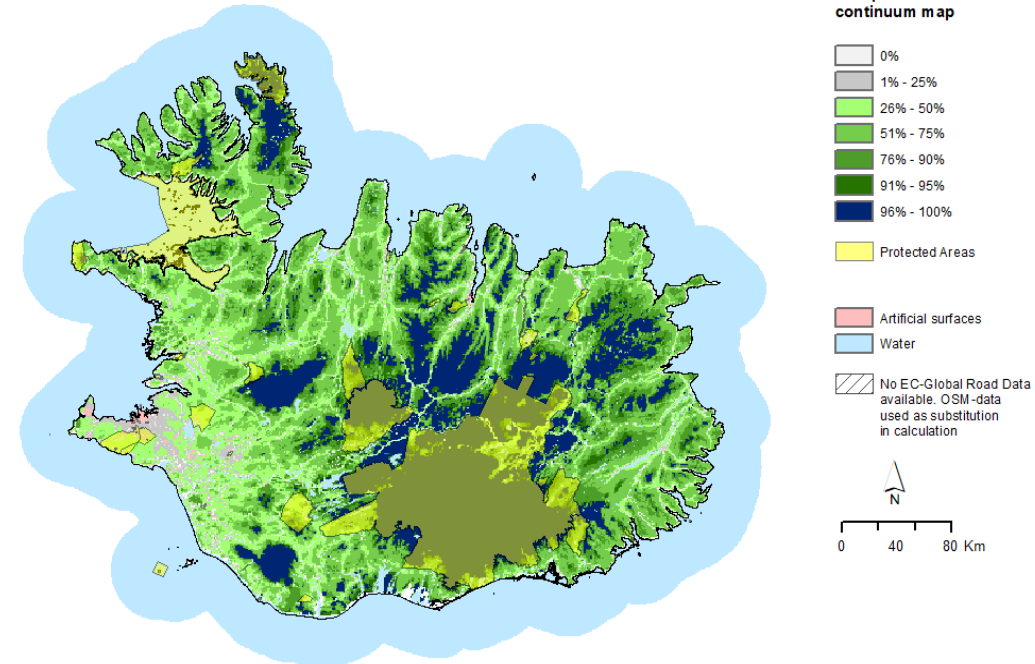 continuum map
0%
1% - 25%
26% - 50%
51% - 75%
76% - 90%
91% - 95%
96% - 100%
Protected Areas
Artificial surfaces
Water
No EC-Global Road Data
available. OSM-data
used as substitution
in calculation
N
0 40 80 Km